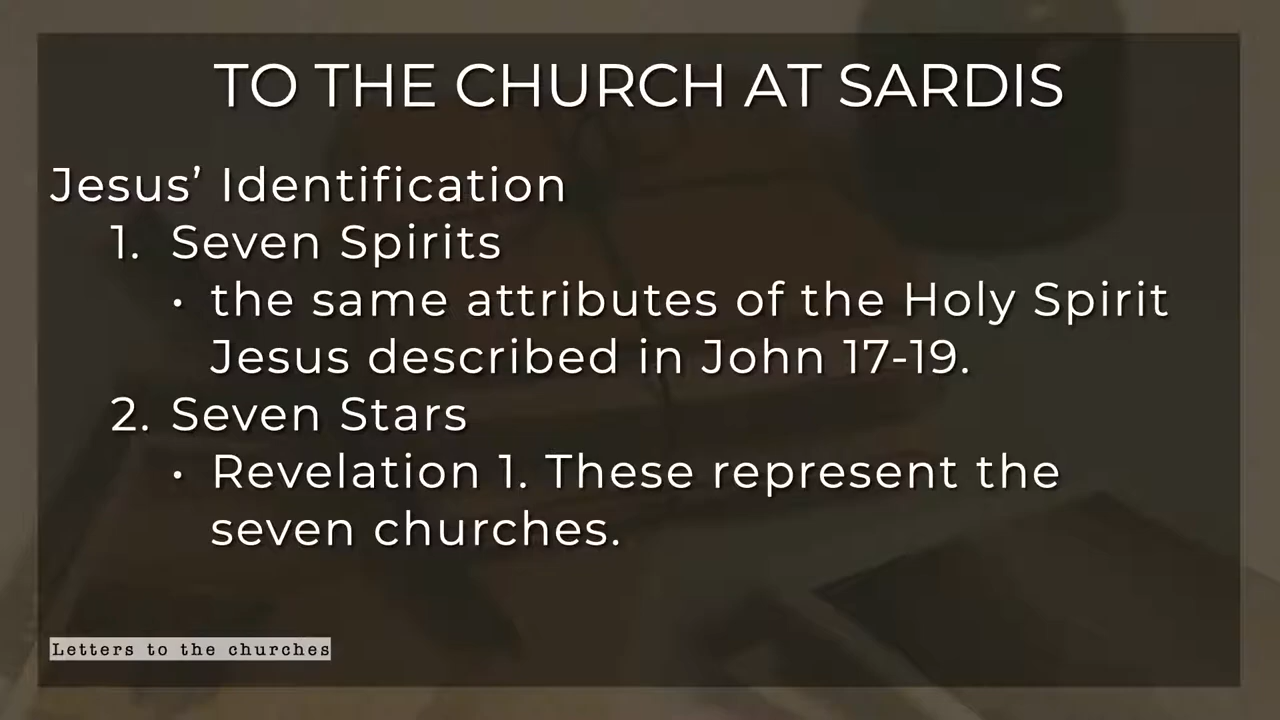 TO THE CHURCH AT SARDIS
Jesus’ Identification
1. Seven Spirits
• the same attributes of the Holy Spirit
Jesus described in John 17-19.
2. Seven Stars
• Revelation 1. These represent the
seven churches.
Letters to the churches